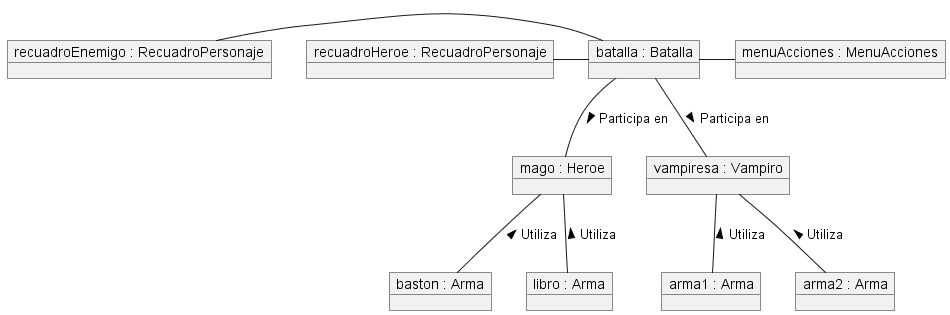 recuadroEnemigo : RecuadroPersonaje
recuadroHeroe : RecuadroPersonaje
batalla : Batalla
menuAcciones : MenuAcciones
Participa en
Participa en
mago : Heroe
vampiresa : Vampiro
Utiliza
Utiliza
Utiliza
Utiliza
baston : Arma
libro : Arma
arma1 : Arma
arma2 : Arma